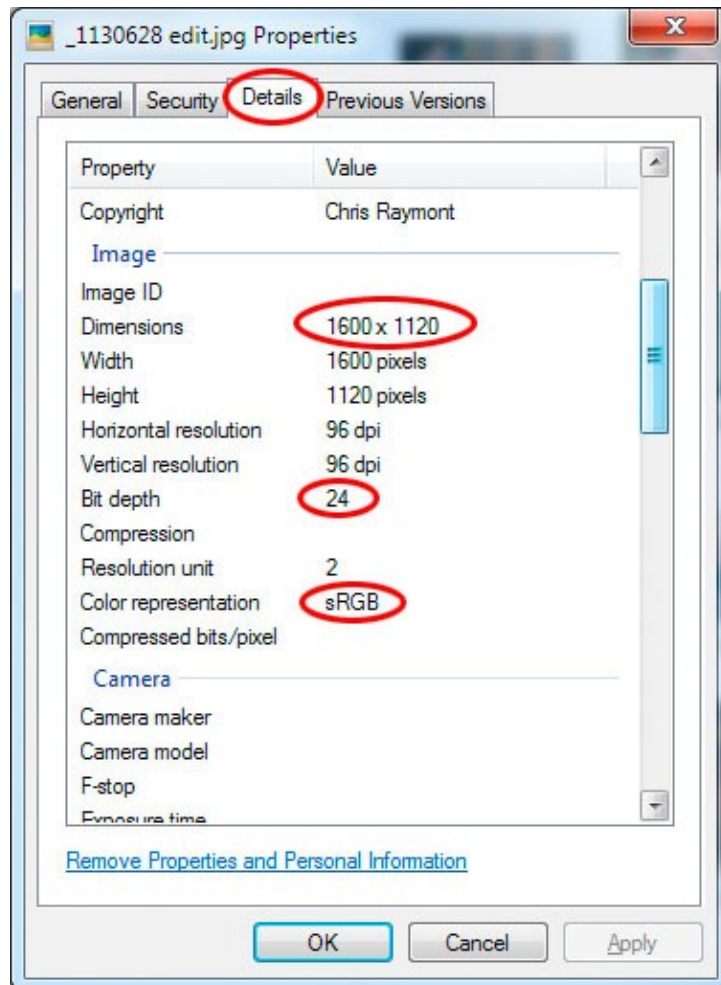 _1130628 edit.jpg Properties
General Security Details Previous Versions
Property Value
Copyright Chris Raymont
Image
Image ID
Dimensions 1600 x 1120
Width 1600 pixels
Height 1120 pixels
Horizontal resolution 96 dpi
Vertical resolution 96 dpi
Bit depth 24
Compression
Resolution unit 2
Color representation sRGB
Compressed bits/pixel
Camera
Camera maker
Camera model
F-stop
Exposure time
Remove Properties and Personal Information
OK Cancel Apply